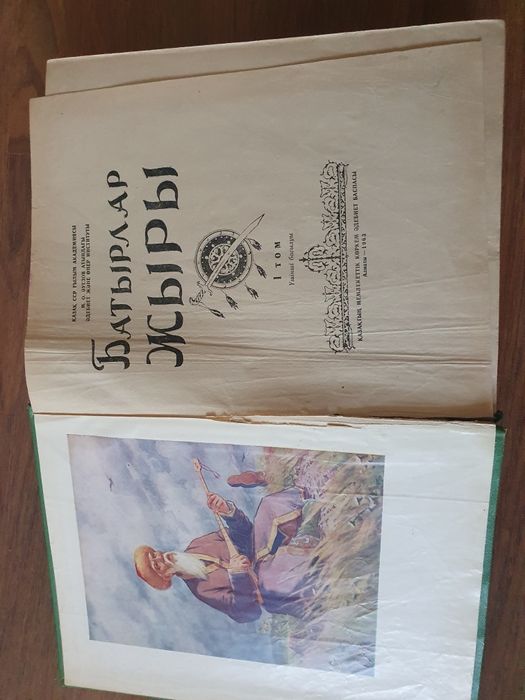 ҚАЗАҚ ССР ҒЫЛЫМ АКАДЕМИЯСЫ
М. О. ӘУЕЗОВ АТЫНДАҒЫ
ӘДЕБИЕТ ЖӘНЕ ӨНЕР ИНСТИТУТЫ
БАТЫРЛАР
ЖЫРЫ
I ТОМ
Үшінші басылуы
ҚАЗАҚТЫҢ МЕМЛЕКЕТТІК КӨРКЕМ ӘДЕБИЕТ БАСПАСЫ
Алматы—1963